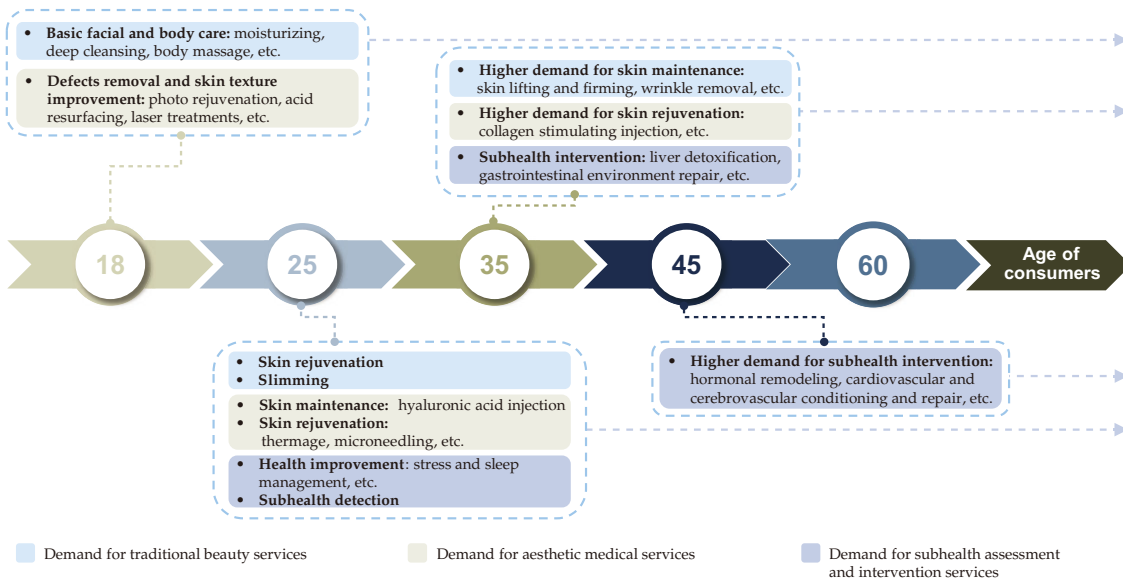 • Basic facial and body care: moisturizing,
deep cleansing, body massage, etc.
• Defects removal and skin texture
improvement: photo rejuvenation, acid
resurfacing, laser treatments, etc.
• Higher demand for skin maintenance:
skin lifting and firming, wrinkle removal, etc.
• Higher demand for skin rejuvenation:
collagen stimulating injection, etc.
• Subhealth intervention: liver detoxification,
gastrointestinal environment repair, etc.
18
25
35
45
60
Age of
consumers
• Skin rejuvenation
• Slimming
• Skin maintenance: hyaluronic acid injection
• Skin rejuvenation:
thermage, microneedling, etc.
• Health improvement: stress and sleep
management, etc.
• Subhealth detection
• Higher demand for subhealth intervention:
hormonal remodeling, cardiovascular and
cerebrovascular conditioning and repair, etc.
Demand for traditional beauty services
Demand for aesthetic medical services
Demand for subhealth assessment
and intervention services